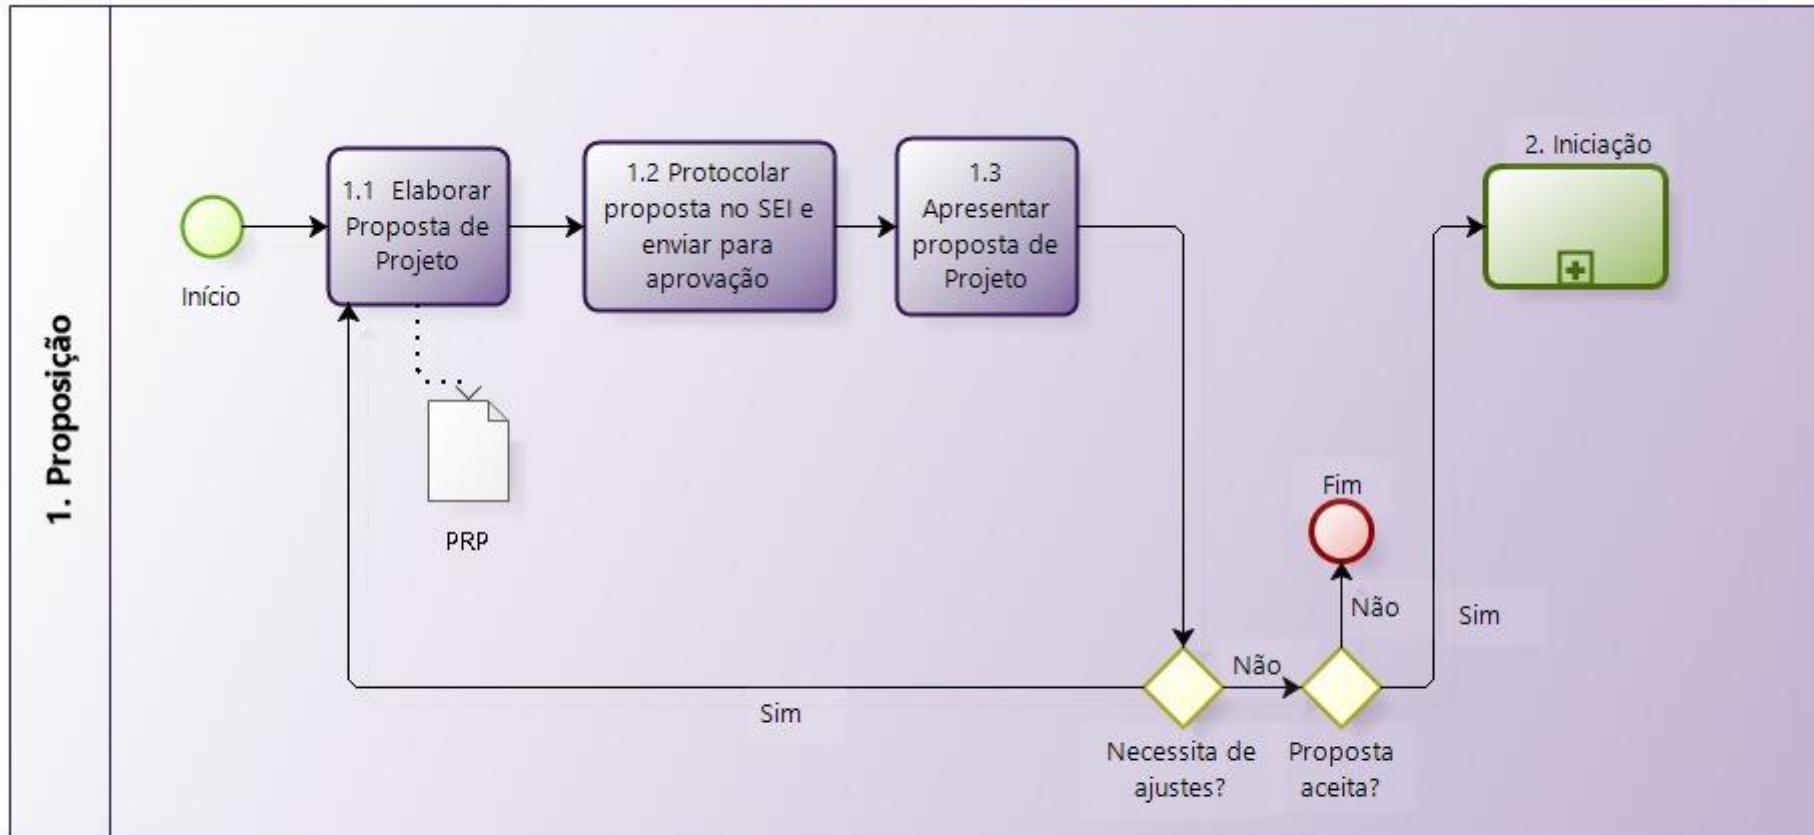 1. Proposição
Início
1.1 Elaborar
Proposta de
Projeto
PRP
1.2 Protocolar
proposta no SEI e
enviar para
aprovação
1.3
Apresentar
proposta de
Projeto
2. Iniciação
Fim
Não
Sim
Não
Sim
Necessita de
ajustes?
Proposta
aceita?